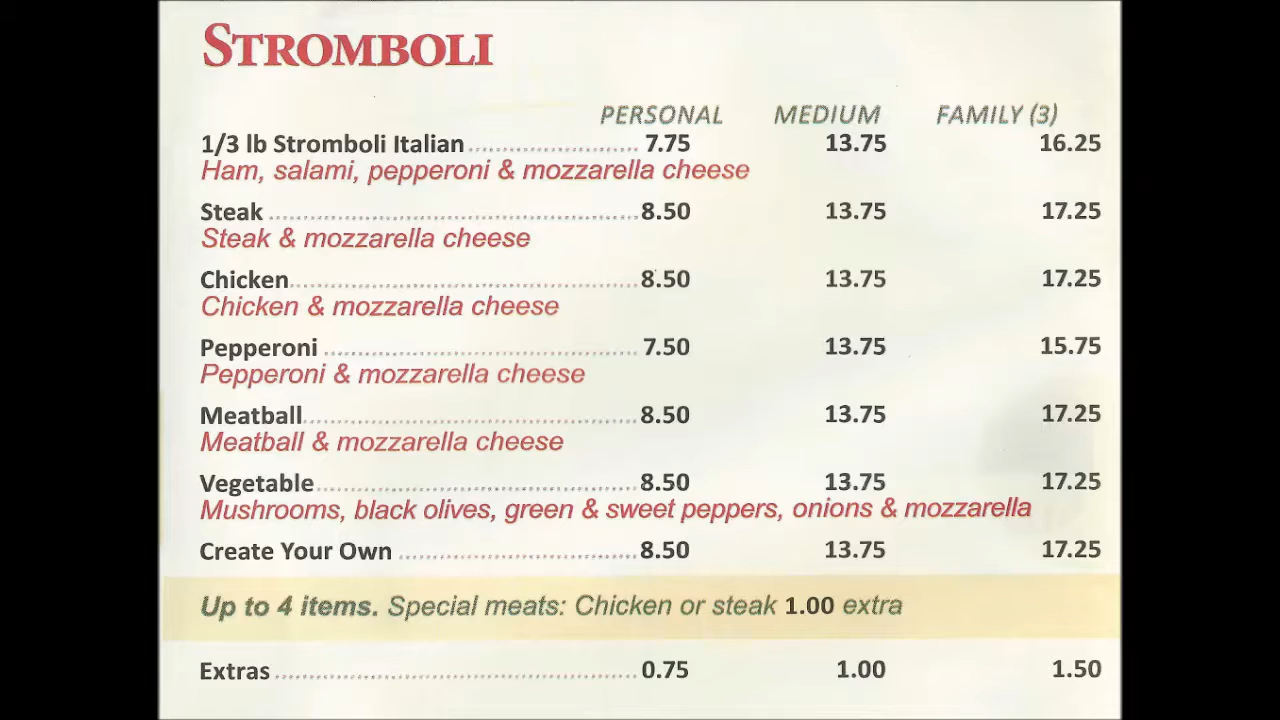 STROMBOLI
PERSONAL MEDIUM FAMILY (3)
1/3 lb Stromboli Italian 7.75 13.75 16.25
Ham, salami, pepperoni & mozzarella cheese
Steak 8.50 13.75 17.25
Steak & mozzarella cheese
Chicken 8.50 13.75 17.25
Chicken & mozzarella cheese
Pepperoni 7.50 13.75 15.75
Pepperoni & mozzarella cheese
Meatball 8.50 13.75 17.25
Meatball & mozzarella cheese
Vegetable 8.50 13.75 17.25
Mushrooms, black olives, green & sweet peppers, onions & mozzarella
Create Your Own 8.50 13.75 17.25
Up to 4 items. Special meats: Chicken or steak 1.00 extra
Extras 0.75 1.00 1.50